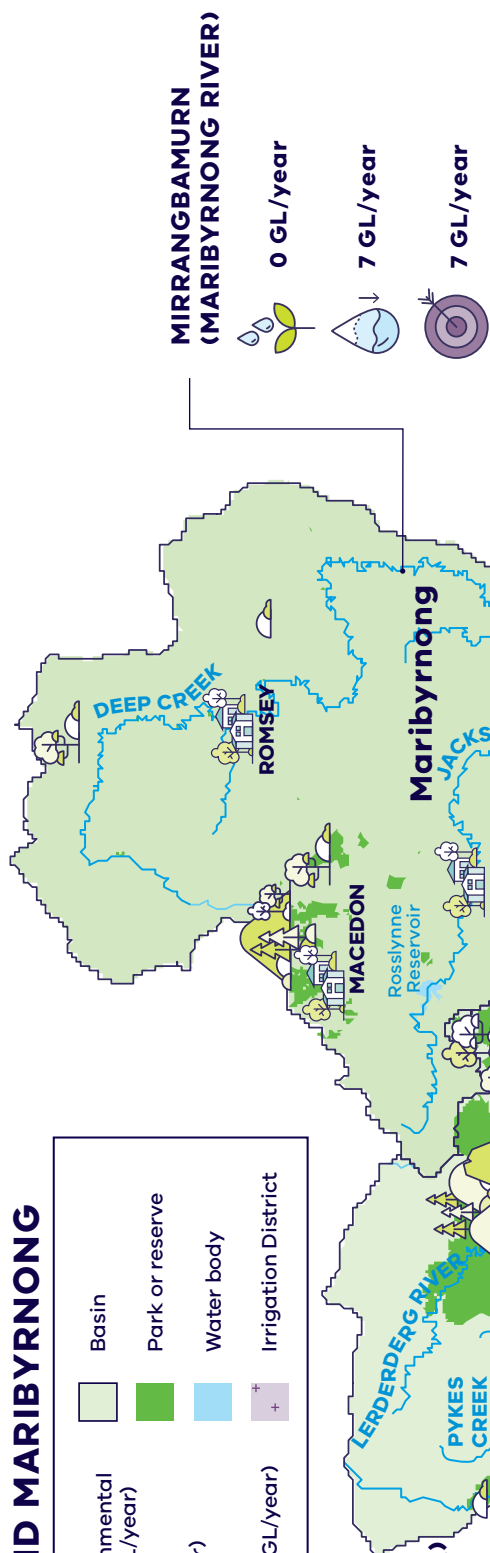 MARIBYRNONG
Basin
Park or reserve
Water body
Irrigation District
/year)
GL/year)
MIRRANGBAMURN
(MARIBYRNONG RIVER)
0 GL/year
7 GL/year
7 GL/year
DEEP CREEK
ROMSEY
MACEDON
Rosslynne
Reservoir
Maribyrnong
JACKS
LERDERDERG RIVER
PYKES
CREEK